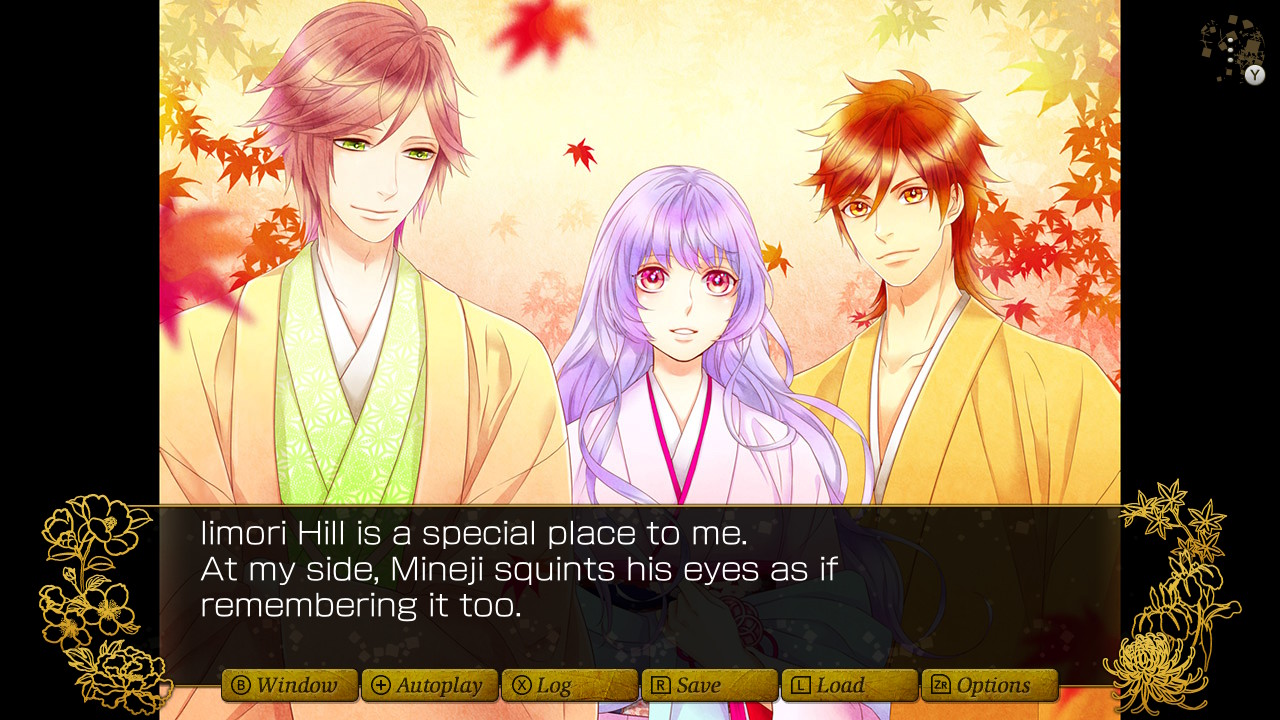 Y
Iimori Hill is a special place to me.
At my side, Mineji squints his eyes as if
remembering it too.
B Window + Autoplay X Log R Save L Load ZR Options